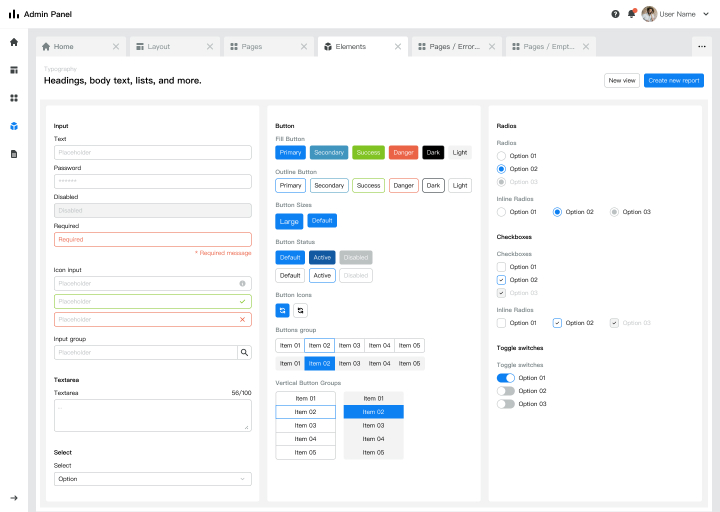 Admin Panel
User Name
Home
Layout
Pages
Elements
Pages / Error...
Pages / Empt...
Typography
Headings, body text, lists, and more.
New view
Create new report
Input
Text
Placeholder
Password
Disabled
Disabled
Required
Required
* Required message
Icon input
Placeholder
Placeholder
Placeholder
Input group
Placeholder
Textarea
Textarea
56/100
Select
Select
Option
Button
Fill Button
Primary
Secondary
Success
Danger
Dark
Light
Outline Button
Primary
Secondary
Success
Danger
Dark
Light
Button Sizes
Large
Default
Button Status
Default
Active
Disabled
Default
Active
Disabled
Button Icons
Buttons group
Item 01
Item 02
Item 03
Item 04
Item 05
Item 01
Item 02
Item 03
Item 04
Item 05
Vertical Button Groups
Item 01
Item 02
Item 03
Item 04
Item 05
Item 01
Item 02
Item 03
Item 04
Item 05
Radios
Radios
Option 01
Option 02
Option 03
Inline Radios
Option 01
Option 02
Option 03
Checkboxes
Checkboxes
Option 01
Option 02
Option 03
Inline Radios
Option 01
Option 02
Option 03
Toggle switches
Toggle switches
Option 01
Option 02
Option 03